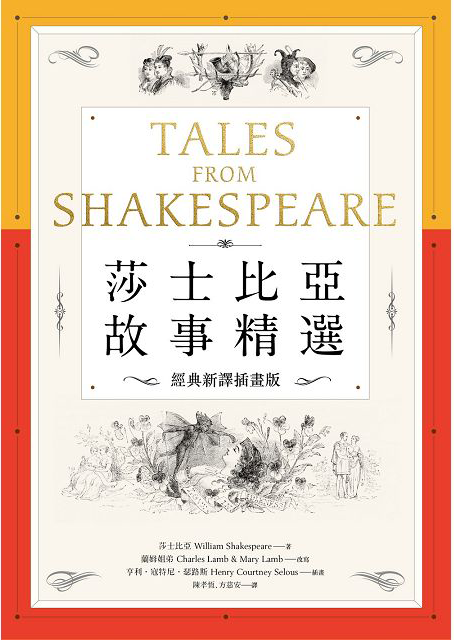 TALES
FROM
SHAKESPEARE
莎士比亞
故事精選
經典新譯插畫版
莎士比亞 William Shakespeare──著
蘭姆姐弟 Charles Lamb & Mary Lamb──改寫
亨利・寇特尼・瑟路斯 Henry Courtney Selous──插畫
陳孝恆, 方慈安──譯